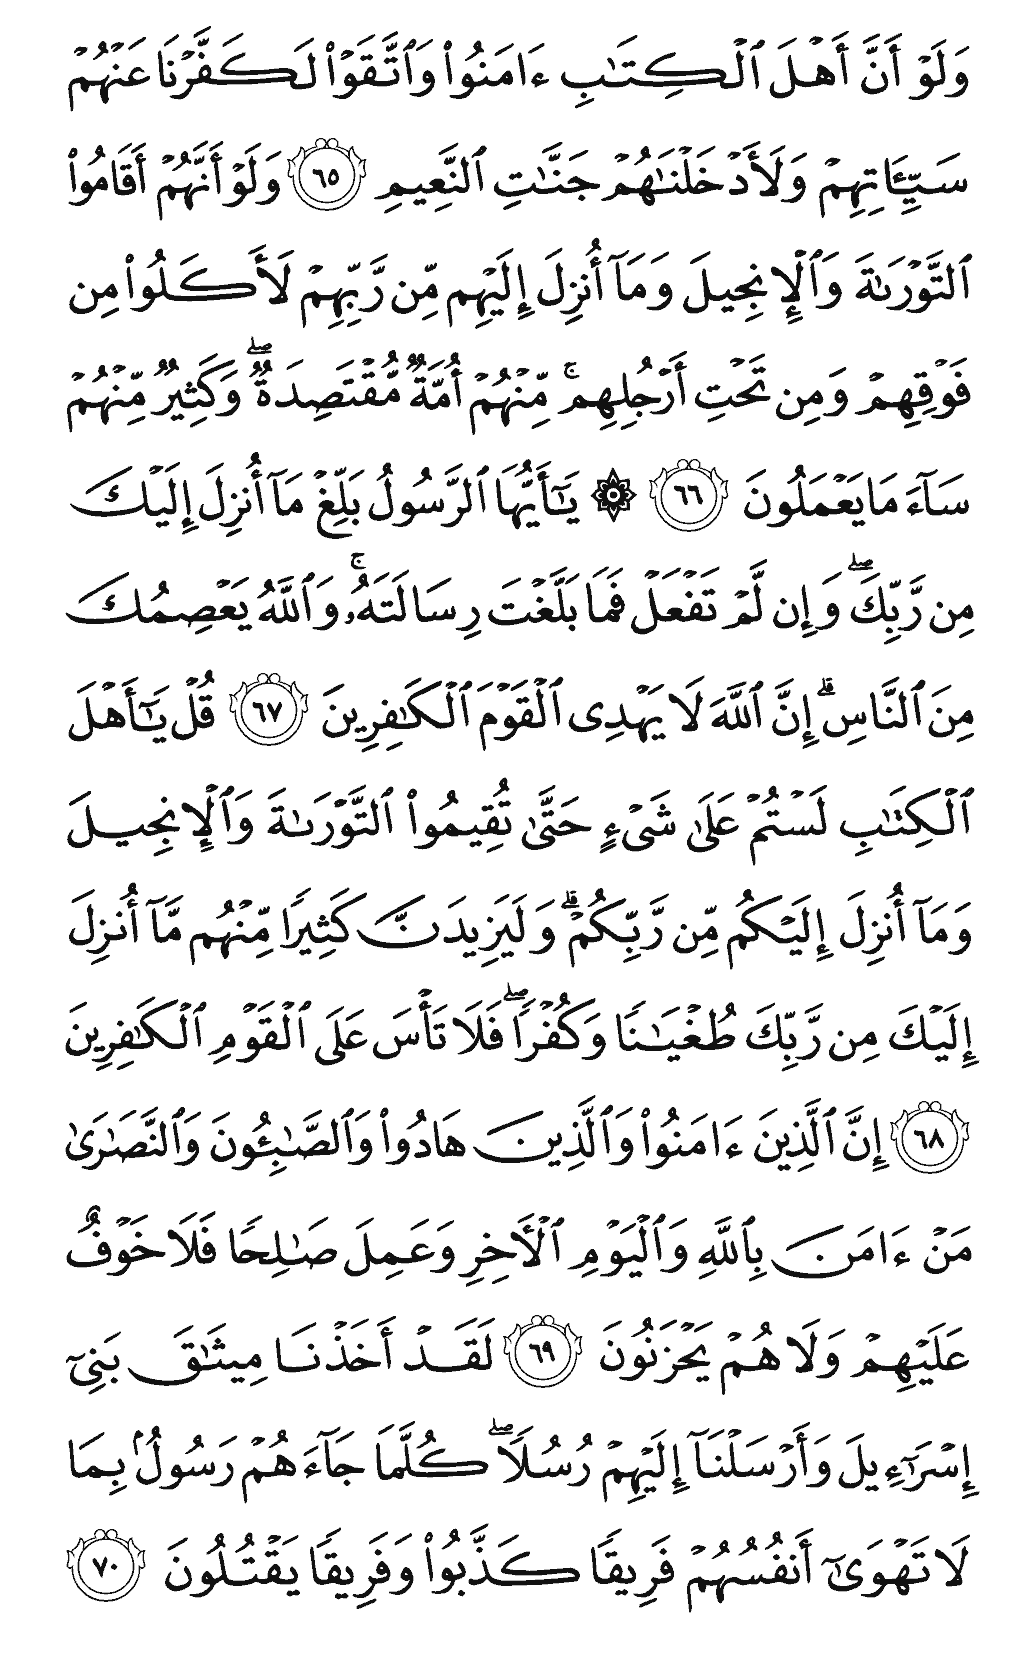 وَلَوْ أَنَّ أَهْلَ ٱلْكِتَٰبِ ءَامَنُوا۟ وَٱتَّقَوْا۟ لَكَفَّرْنَا عَنْهُمْ
سَيِّـَٔاتِهِمْ وَلَأَدْخَلْنَٰهُمْ جَنَّٰتِ ٱلنَّعِيمِ ٦٥ وَلَوْ أَنَّهُمْ أَقَامُوا۟
ٱلتَّوْرَىٰةَ وَٱلْإِنجِيلَ وَمَآ أُنزِلَ إِلَيْهِم مِّن رَّبِّهِمْ لَأَكَلُوا۟ مِن
فَوْقِهِمْ وَمِن تَحْتِ أَرْجُلِهِم ۚ مِّنْهُمْ أُمَّةٌ مُّقْتَصِدَةٌ ۖ وَكَثِيرٌ مِّنْهُمْ
سَآءَ مَا يَعْمَلُونَ ٦٦ ۞ يَٰٓأَيُّهَا ٱلرَّسُولُ بَلِّغْ مَآ أُنزِلَ إِلَيْكَ
مِن رَّبِّكَ ۖ وَإِن لَّمْ تَفْعَلْ فَمَا بَلَّغْتَ رِسَالَتَهُۥ ۚ وَٱللَّهُ يَعْصِمُكَ
مِنَ ٱلنَّاسِ ۗ إِنَّ ٱللَّهَ لَا يَهْدِى ٱلْقَوْمَ ٱلْكَٰفِرِينَ ٦٧ قُلْ يَٰٓأَهْلَ
ٱلْكِتَٰبِ لَسْتُمْ عَلَىٰ شَىْءٍ حَتَّىٰ تُقِيمُوا۟ ٱلتَّوْرَىٰةَ وَٱلْإِنجِيلَ
وَمَآ أُنزِلَ إِلَيْكُم مِّن رَّبِّكُمْ ۗ وَلَيَزِيدَنَّ كَثِيرًا مِّنْهُم مَّآ أُنزِلَ
إِلَيْكَ مِن رَّبِّكَ طُغْيَٰنًا وَكُفْرًا ۖ فَلَا تَأْسَ عَلَى ٱلْقَوْمِ ٱلْكَٰفِرِينَ
٦٨ إِنَّ ٱلَّذِينَ ءَامَنُوا۟ وَٱلَّذِينَ هَادُوا۟ وَٱلصَّٰبِـُٔونَ وَٱلنَّصَٰرَىٰ
مَنْ ءَامَنَ بِٱللَّهِ وَٱلْيَوْمِ ٱلْـَٔاخِرِ وَعَمِلَ صَٰلِحًا فَلَا خَوْفٌ
عَلَيْهِمْ وَلَا هُمْ يَحْزَنُونَ ٦٩ لَقَدْ أَخَذْنَا مِيثَٰقَ بَنِىٓ
إِسْرَٰٓءِيلَ وَأَرْسَلْنَآ إِلَيْهِمْ رُسُلًا ۖ كُلَّمَا جَآءَهُمْ رَسُولٌۢ بِمَا
لَا تَهْوَىٰٓ أَنفُسُهُمْ فَرِيقًا كَذَّبُوا۟ وَفَرِيقًا يَقْتُلُونَ ٧٠